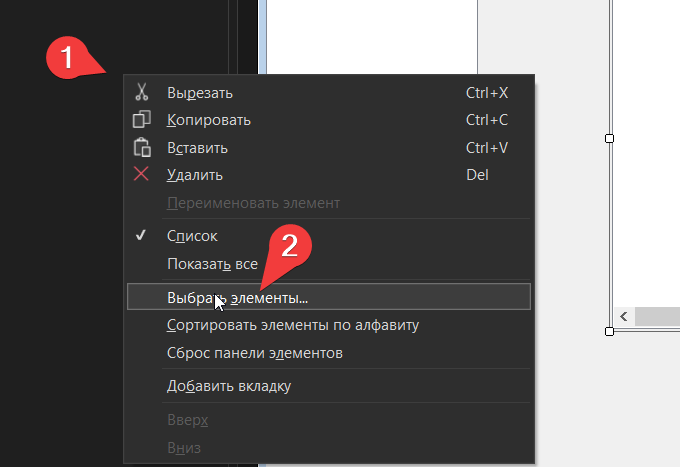 1
Вырезать Ctrl+X
Копировать Ctrl+C
Вставить Ctrl+V
Удалить Del
Переименовать элемент
Список
2
Показать все
Выбрать элементы...
Сортировать элементы по алфавиту
Сброс панели элементов
Добавить вкладку
Вверх
Вниз